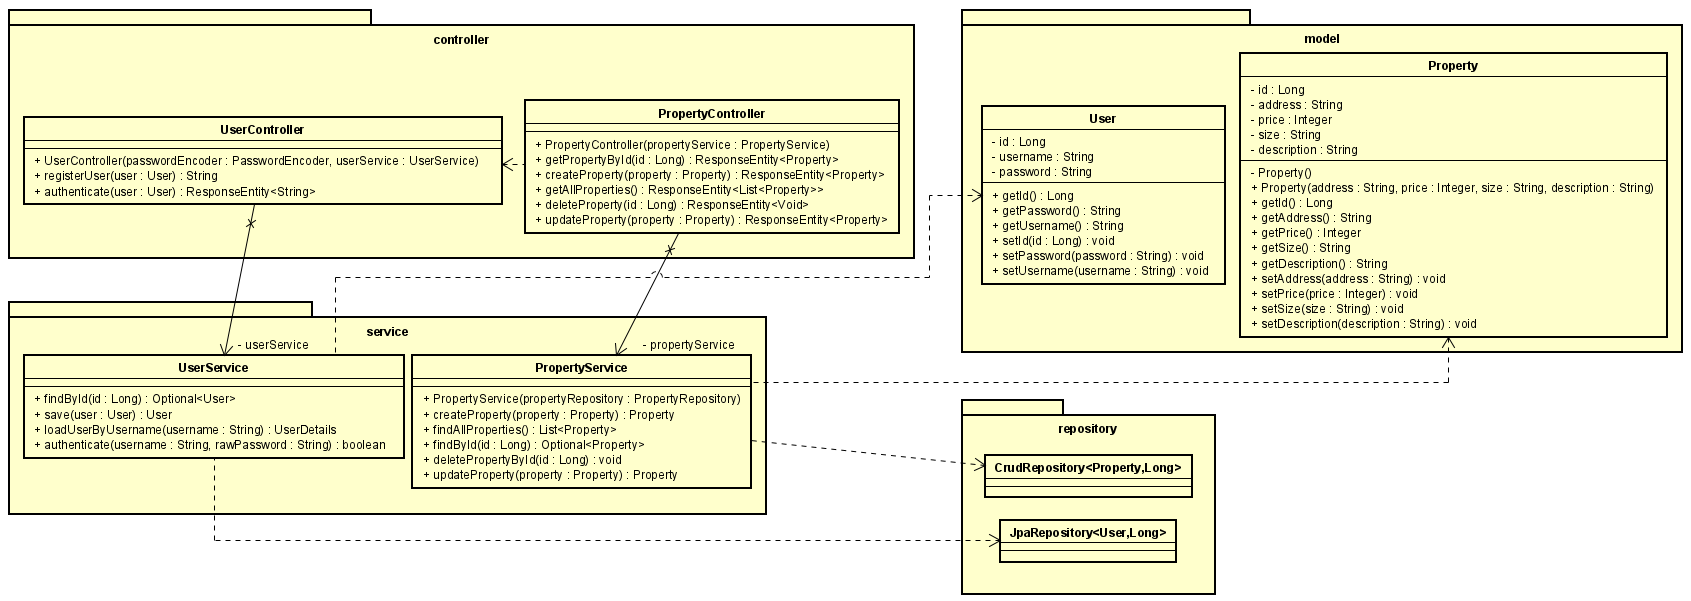 controller
UserController
+ UserController(passwordEncoder : PasswordEncoder, userService : UserService)
+ registerUser(user : User) : String
+ authenticate(user : User) : ResponseEntity<String>
PropertyController
+ PropertyController(propertyService : PropertyService)
+ getPropertyById(id : Long) : ResponseEntity<Property>
+ createProperty(property : Property) : ResponseEntity<Property>
+ getAllProperties() : ResponseEntity<List<Property>>
+ deleteProperty(id : Long) : ResponseEntity<Void>
+ updateProperty(property : Property) : ResponseEntity<Property>
model
User
- id : Long
- username : String
- password : String
+ getId() : Long
+ getPassword() : String
+ getUsername() : String
+ setId(id : Long) : void
+ setPassword(password : String) : void
+ setUsername(username : String) : void
Property
- id : Long
- address : String
- price : Integer
- size : String
- description : String
- Property()
+ Property(address : String, price : Integer, size : String, description : String)
+ getId() : Long
+ getAddress() : String
+ getPrice() : Integer
+ getSize() : String
+ getDescription() : String
+ setAddress(address : String) : void
+ setPrice(price : Integer) : void
+ setSize(size : String) : void
+ setDescription(description : String) : void
service
- userService
- propertyService
UserService
+ findById(id : Long) : Optional<User>
+ save(user : User) : User
+ loadUserByUsername(username : String) : UserDetails
+ authenticate(username : String, rawPassword : String) : boolean
PropertyService
+ PropertyService(propertyRepository : PropertyRepository)
+ createProperty(property : Property) : Property
+ findAllProperties() : List<Property>
+ findById(id : Long) : Optional<Property>
+ deletePropertyById(id : Long) : void
+ updateProperty(property : Property) : Property
repository
CrudRepository<Property,Long>
JpaRepository<User,Long>